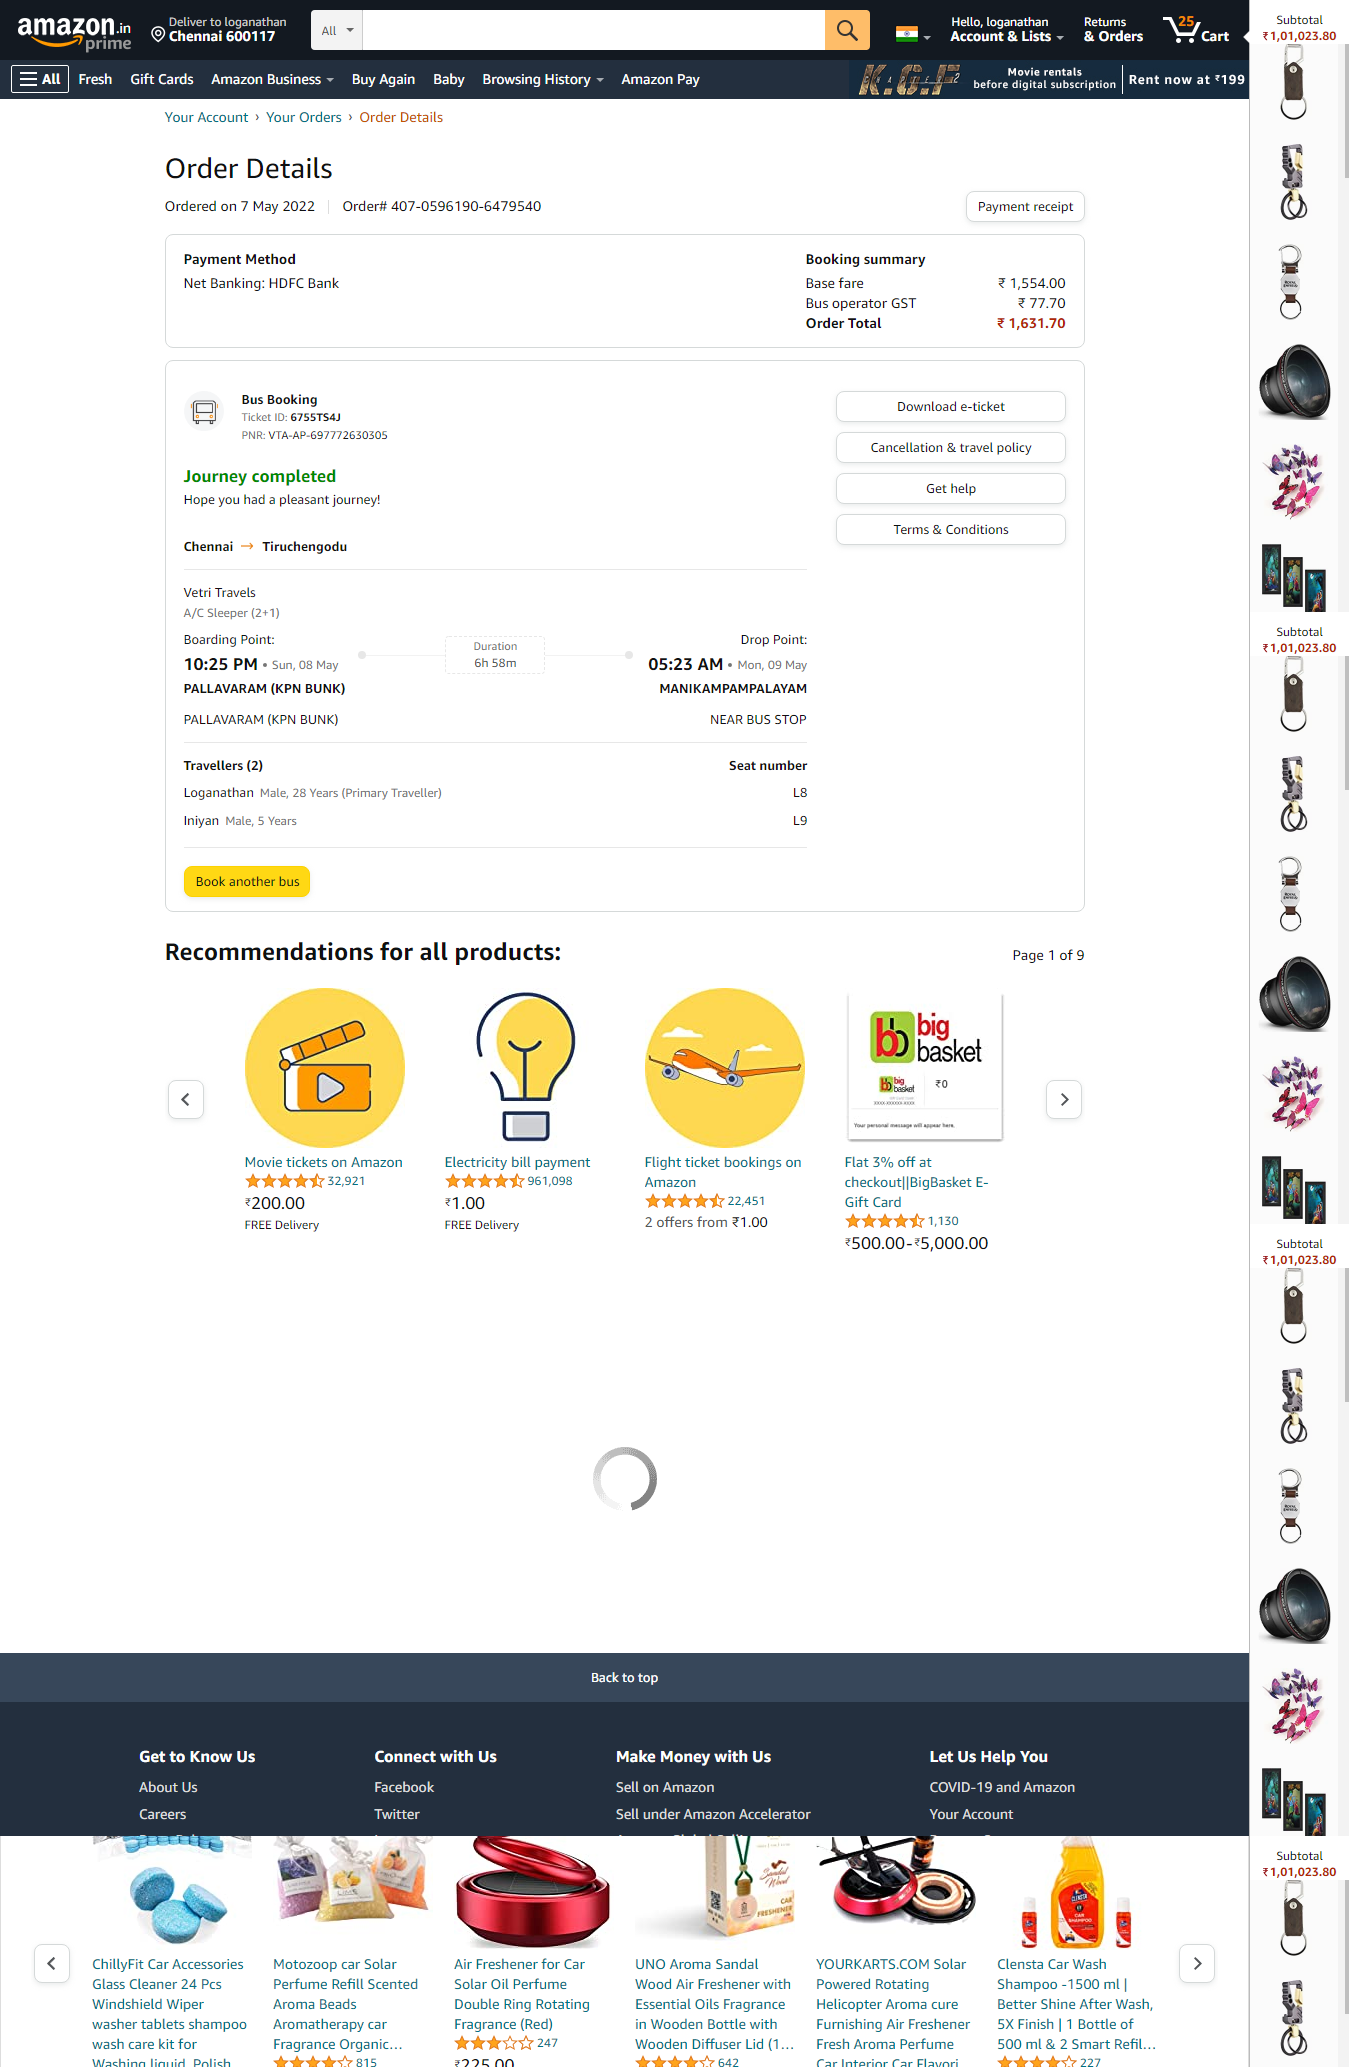 amazon.in
prime
Deliver to loganathan
Chennai 600117
All
Hello, loganathan
Account & Lists
Returns
& Orders
25
Cart
All
Fresh
Gift Cards
Amazon Business
Buy Again
Baby
Browsing History
Amazon Pay
K.G.F
CHAPTER 2
Movie rentals
before digital subscription
Rent now at ₹199
Subtotal
₹1,01,023.80
Your Account › Your Orders › Order Details
Order Details
Ordered on 7 May 2022
Order# 407-0596190-6479540
Payment receipt
Payment Method
Net Banking: HDFC Bank
Booking summary
Base fare ₹ 1,554.00
Bus operator GST ₹ 77.70
Order Total ₹ 1,631.70
Bus Booking
Ticket ID: 6755TS4J
PNR: VTA-AP-697772630305
Download e-ticket
Cancellation & travel policy
Get help
Terms & Conditions
Journey completed
Hope you had a pleasant journey!
Chennai → Tiruchengodu
Vetri Travels
A/C Sleeper (2+1)
Boarding Point:
10:25 PM • Sun, 08 May
PALLAVARAM (KPN BUNK)
PALLAVARAM (KPN BUNK)
Duration
6h 58m
Drop Point:
05:23 AM • Mon, 09 May
MANIKAMPAMPALAYAM
NEAR BUS STOP
Subtotal
₹1,01,023.80
Travellers (2) Seat number
Loganathan Male, 28 Years (Primary Traveller) L8
Iniyan Male, 5 Years L9
Book another bus
Recommendations for all products:
Page 1 of 9
big
basket
big
basket
₹0
XXXX-XXXXXX-XXXX
Your personal message will appear here.
Movie tickets on Amazon
32,921
₹200.00
FREE Delivery
Electricity bill payment
961,098
₹1.00
FREE Delivery
Flight ticket bookings on
Amazon
22,451
2 offers from ₹1.00
Flat 3% off at
checkout||BigBasket E-
Gift Card
1,130
₹500.00-₹5,000.00
Subtotal
₹1,01,023.80
Back to top
Get to Know Us
About Us
Careers
Connect with Us
Facebook
Twitter
Make Money with Us
Sell on Amazon
Sell under Amazon Accelerator
Let Us Help You
COVID-19 and Amazon
Your Account
Subtotal
₹1,01,023.80
Sandal
Wood
CAR
FRESHENER
CLENSTA
CAR
SHAMPOO
ChillyFit Car Accessories
Glass Cleaner 24 Pcs
Windshield Wiper
washer tablets shampoo
wash care kit for
Washing liquid, Polish
Motozoop car Solar
Perfume Refill Scented
Aroma Beads
Aromatherapy car
Fragrance Organic…
815
Air Freshener for Car
Solar Oil Perfume
Double Ring Rotating
Fragrance (Red)
247
₹225.00
UNO Aroma Sandal
Wood Air Freshener with
Essential Oils Fragrance
in Wooden Bottle with
Wooden Diffuser Lid (1…
642
YOURKARTS.COM Solar
Powered Rotating
Helicopter Aroma cure
Furnishing Air Freshener
Fresh Aroma Perfume
Car Interior Car Flavori
Clensta Car Wash
Shampoo -1500 ml |
Better Shine After Wash,
5X Finish | 1 Bottle of
500 ml & 2 Smart Refil…
227